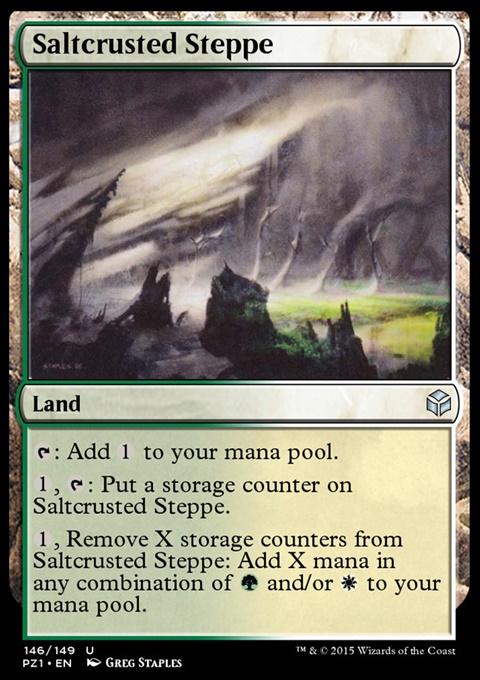 Saltcrusted Steppe
STAPLES
Land
: Add 1 to your mana pool.
1, : Put a storage counter on
Saltcrusted Steppe.
1, Remove X storage counters from
Saltcrusted Steppe: Add X mana in
any combination of and/or to your
mana pool.
146/149 U
PZ1 • EN Greg Staples
™ & © 2015 Wizards of the Coast